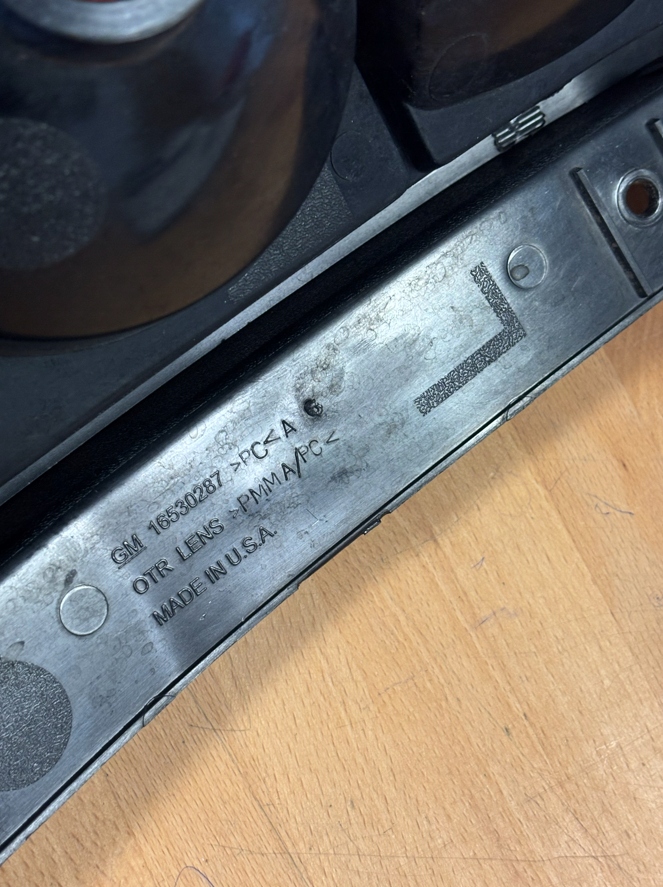 GM 16530287 >PC< A
OTR LENS >PMMA/PC<
MADE IN U.S.A.
L